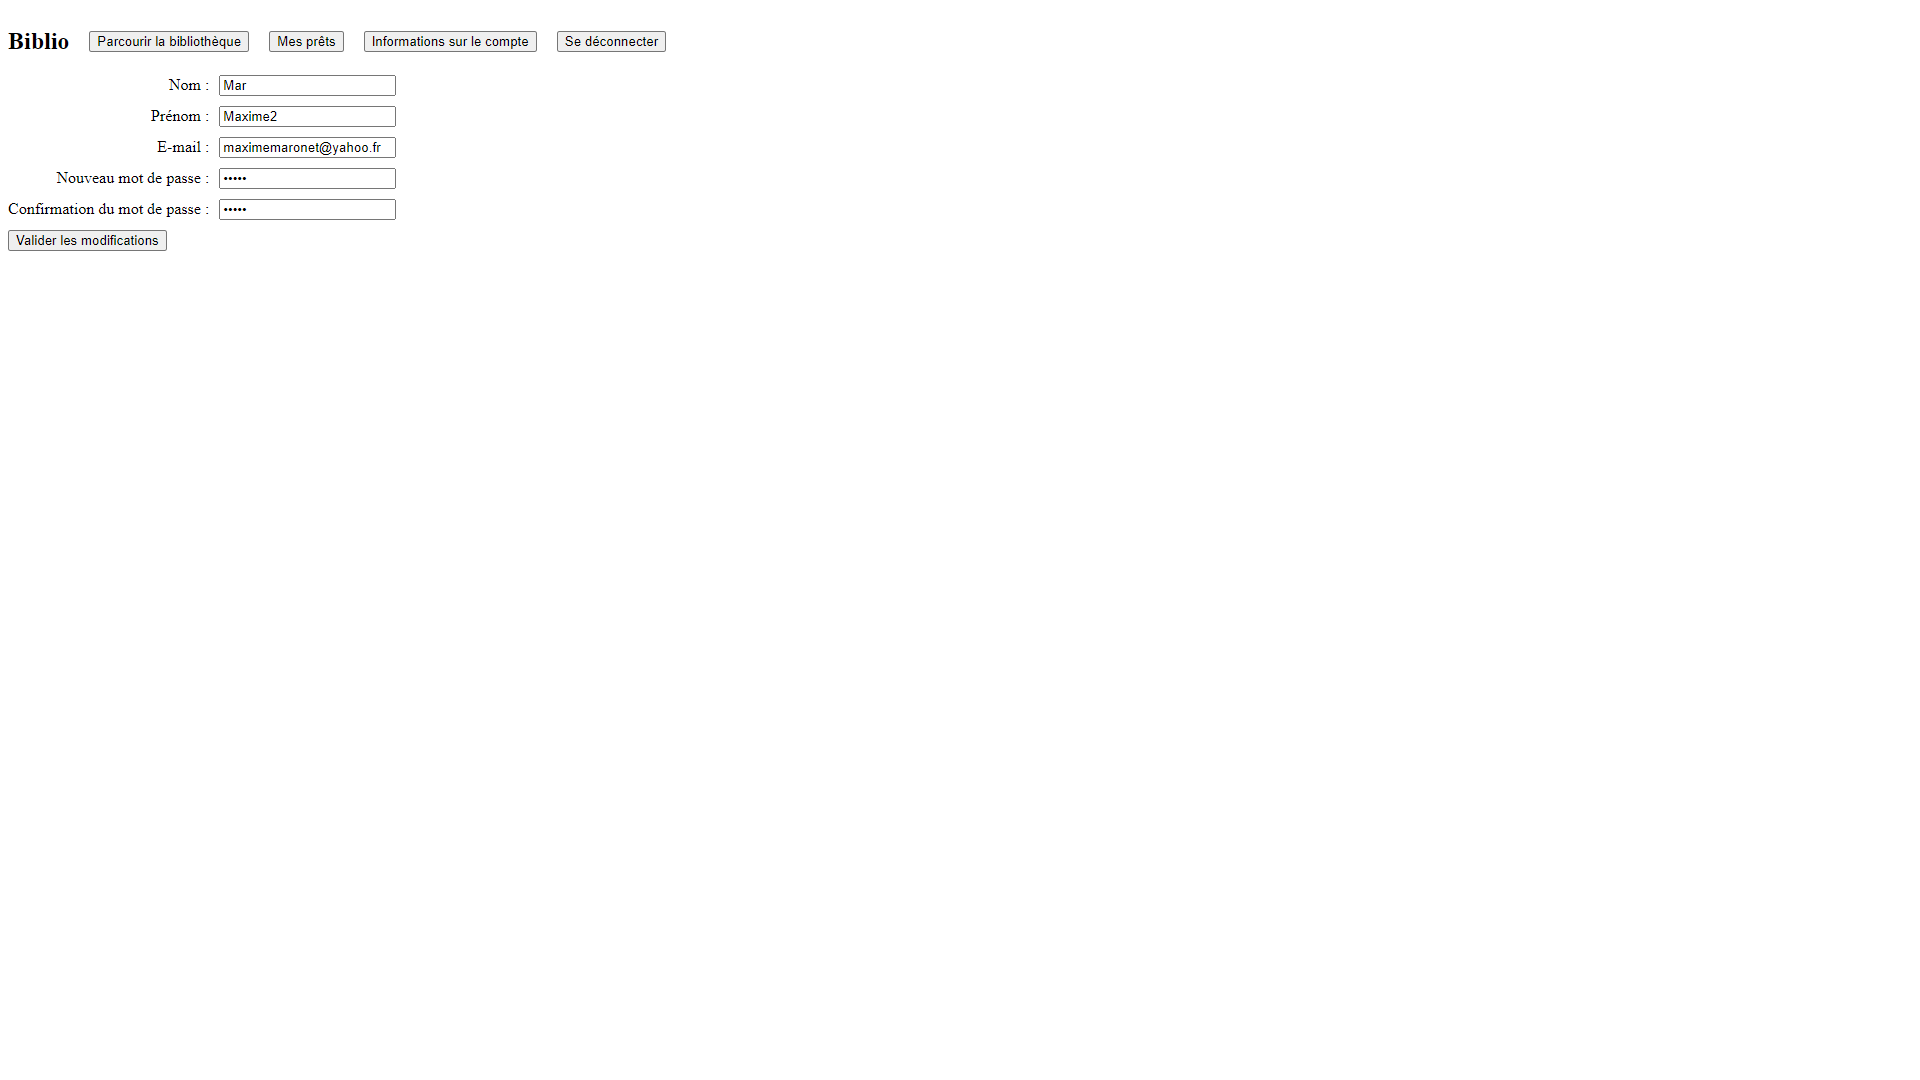 Biblio Parcourir la bibliothèque Mes prêts Informations sur le compte Se déconnecter
Nom : Mar
Prénom : Maxime2
E-mail : maximemaronet@yahoo.fr
Nouveau mot de passe : •••••
Confirmation du mot de passe : •••••
Valider les modifications